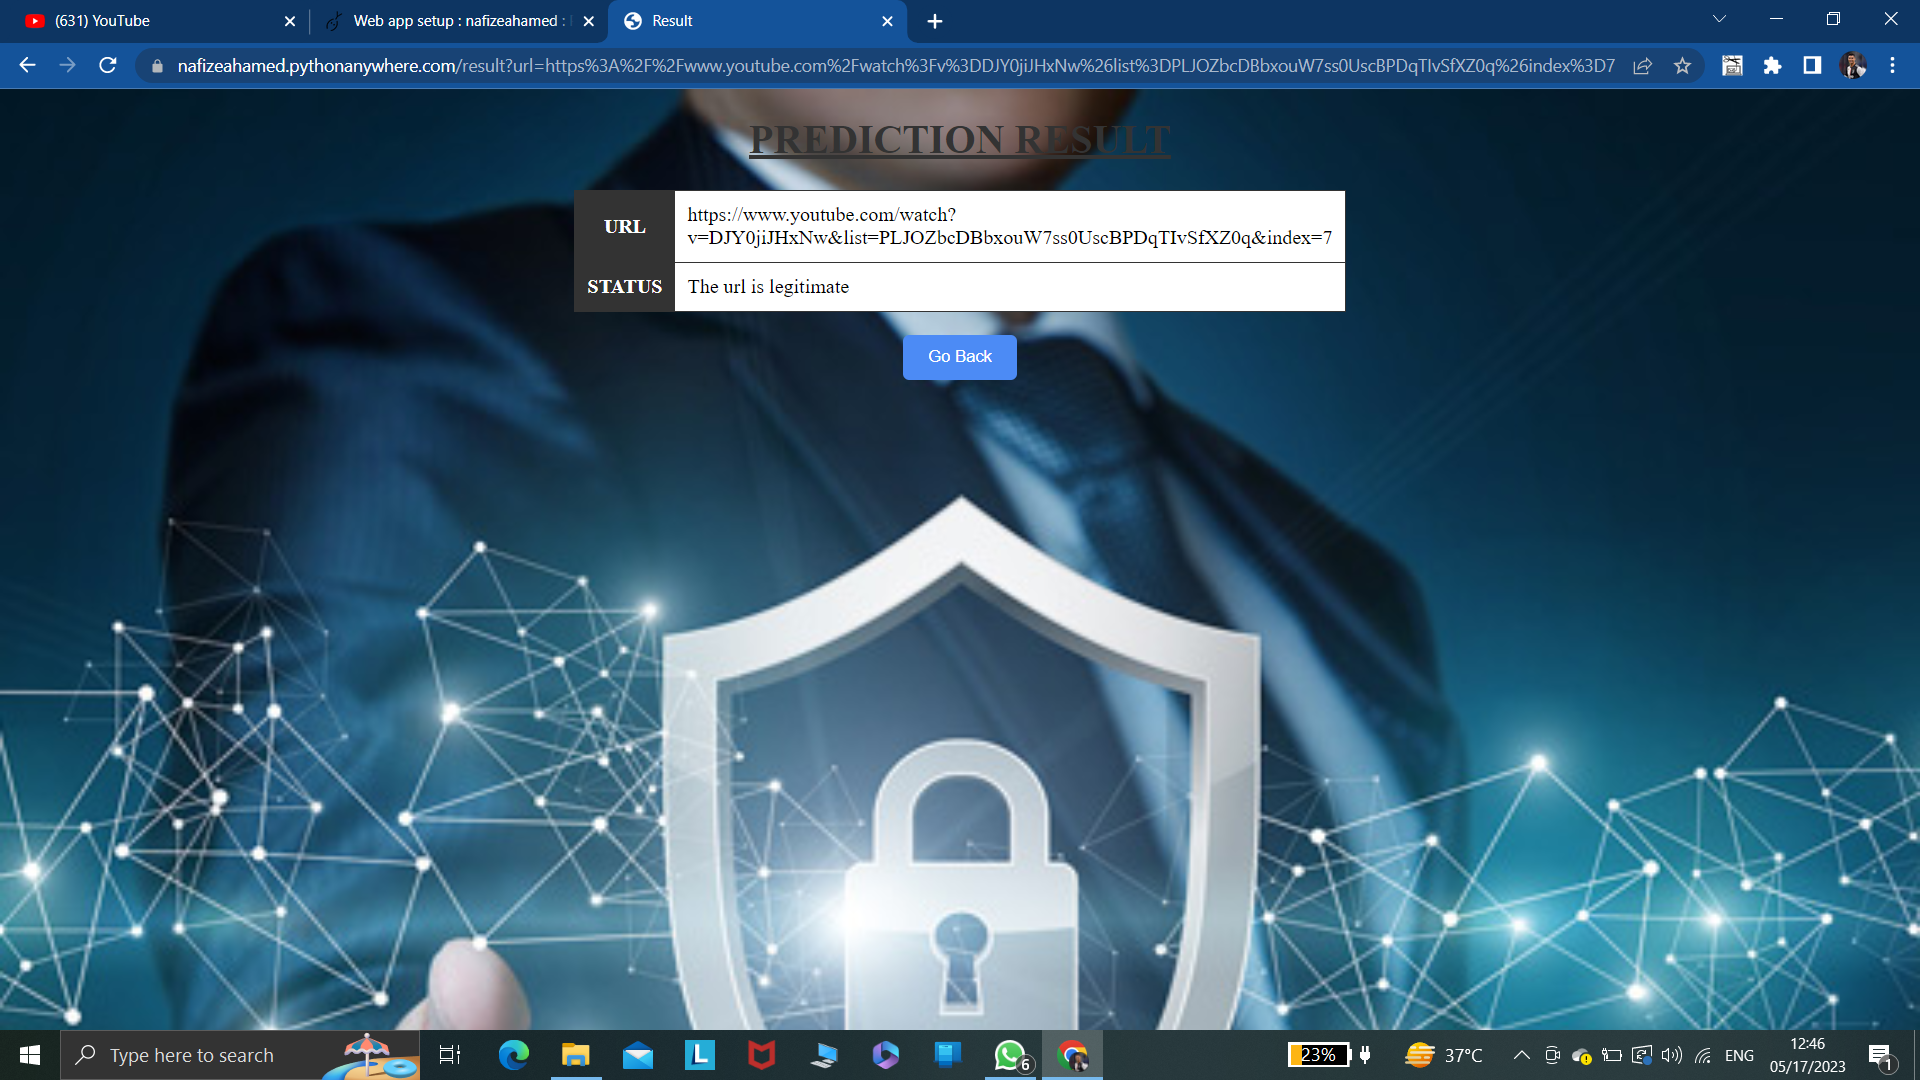 (631) YouTube
Web app setup : nafizeahamed :
Result
nafizeahamed.pythonanywhere.com/result?url=https%3A%2F%2Fwww.youtube.com%2Fwatch%3Fv%3DDJY0jiJHxNw%26list%3DPLJOZbcDBbxouW7ss0UscBPDqTIvSfXZ0q%26index%3D7
PREDICTION RESULT
URL
https://www.youtube.com/watch?
v=DJY0jiJHxNw&list=PLJOZbcDBbxouW7ss0UscBPDqTIvSfXZ0q&index=7
STATUS
The url is legitimate
Go Back
Type here to search
L
6
23%
37°C
ENG
12:46
05/17/2023
1